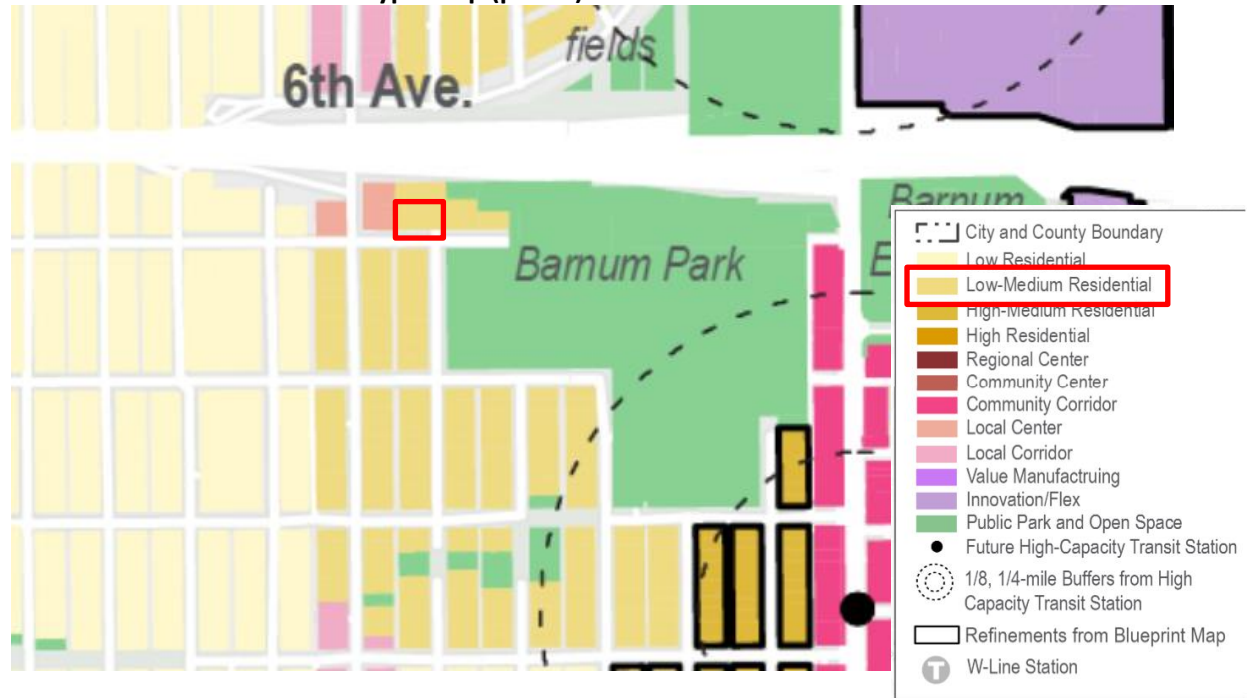 fields
6th Ave.
Barnum
Barnum Park
E
City and County Boundary
Low Residential
Low-Medium Residential
High-Medium Residential
High Residential
Regional Center
Community Center
Community Corridor
Local Center
Local Corridor
Value Manufactruing
Innovation/Flex
Public Park and Open Space
Future High-Capacity Transit Station
1/8, 1/4-mile Buffers from High
Capacity Transit Station
Refinements from Blueprint Map
T W-Line Station